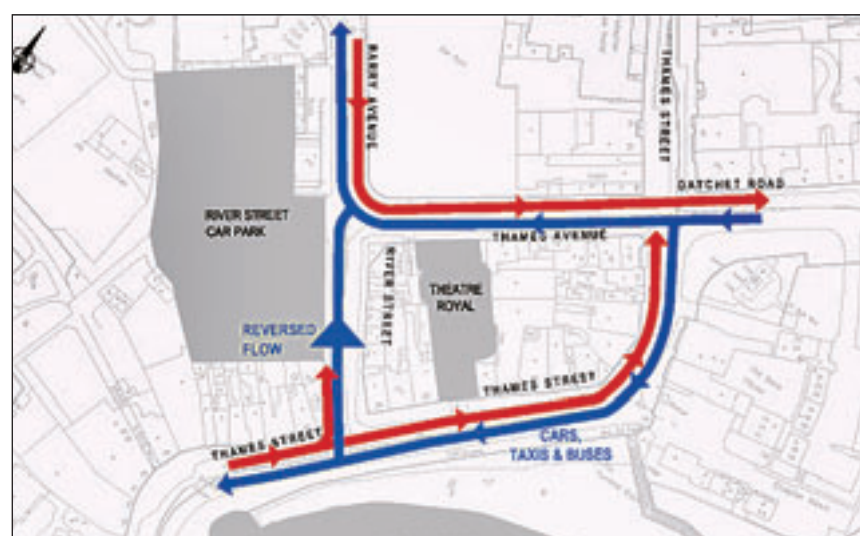 BARRY AVENUE
THAMES STREET
DATCHET ROAD
RIVER STREET
CAR PARK
THAMES AVENUE
RIVER STREET
THEATRE
ROYAL
REVERSED
FLOW
THAMES STREET
THAMES STREET
CARS,
TAXIS & BUSES